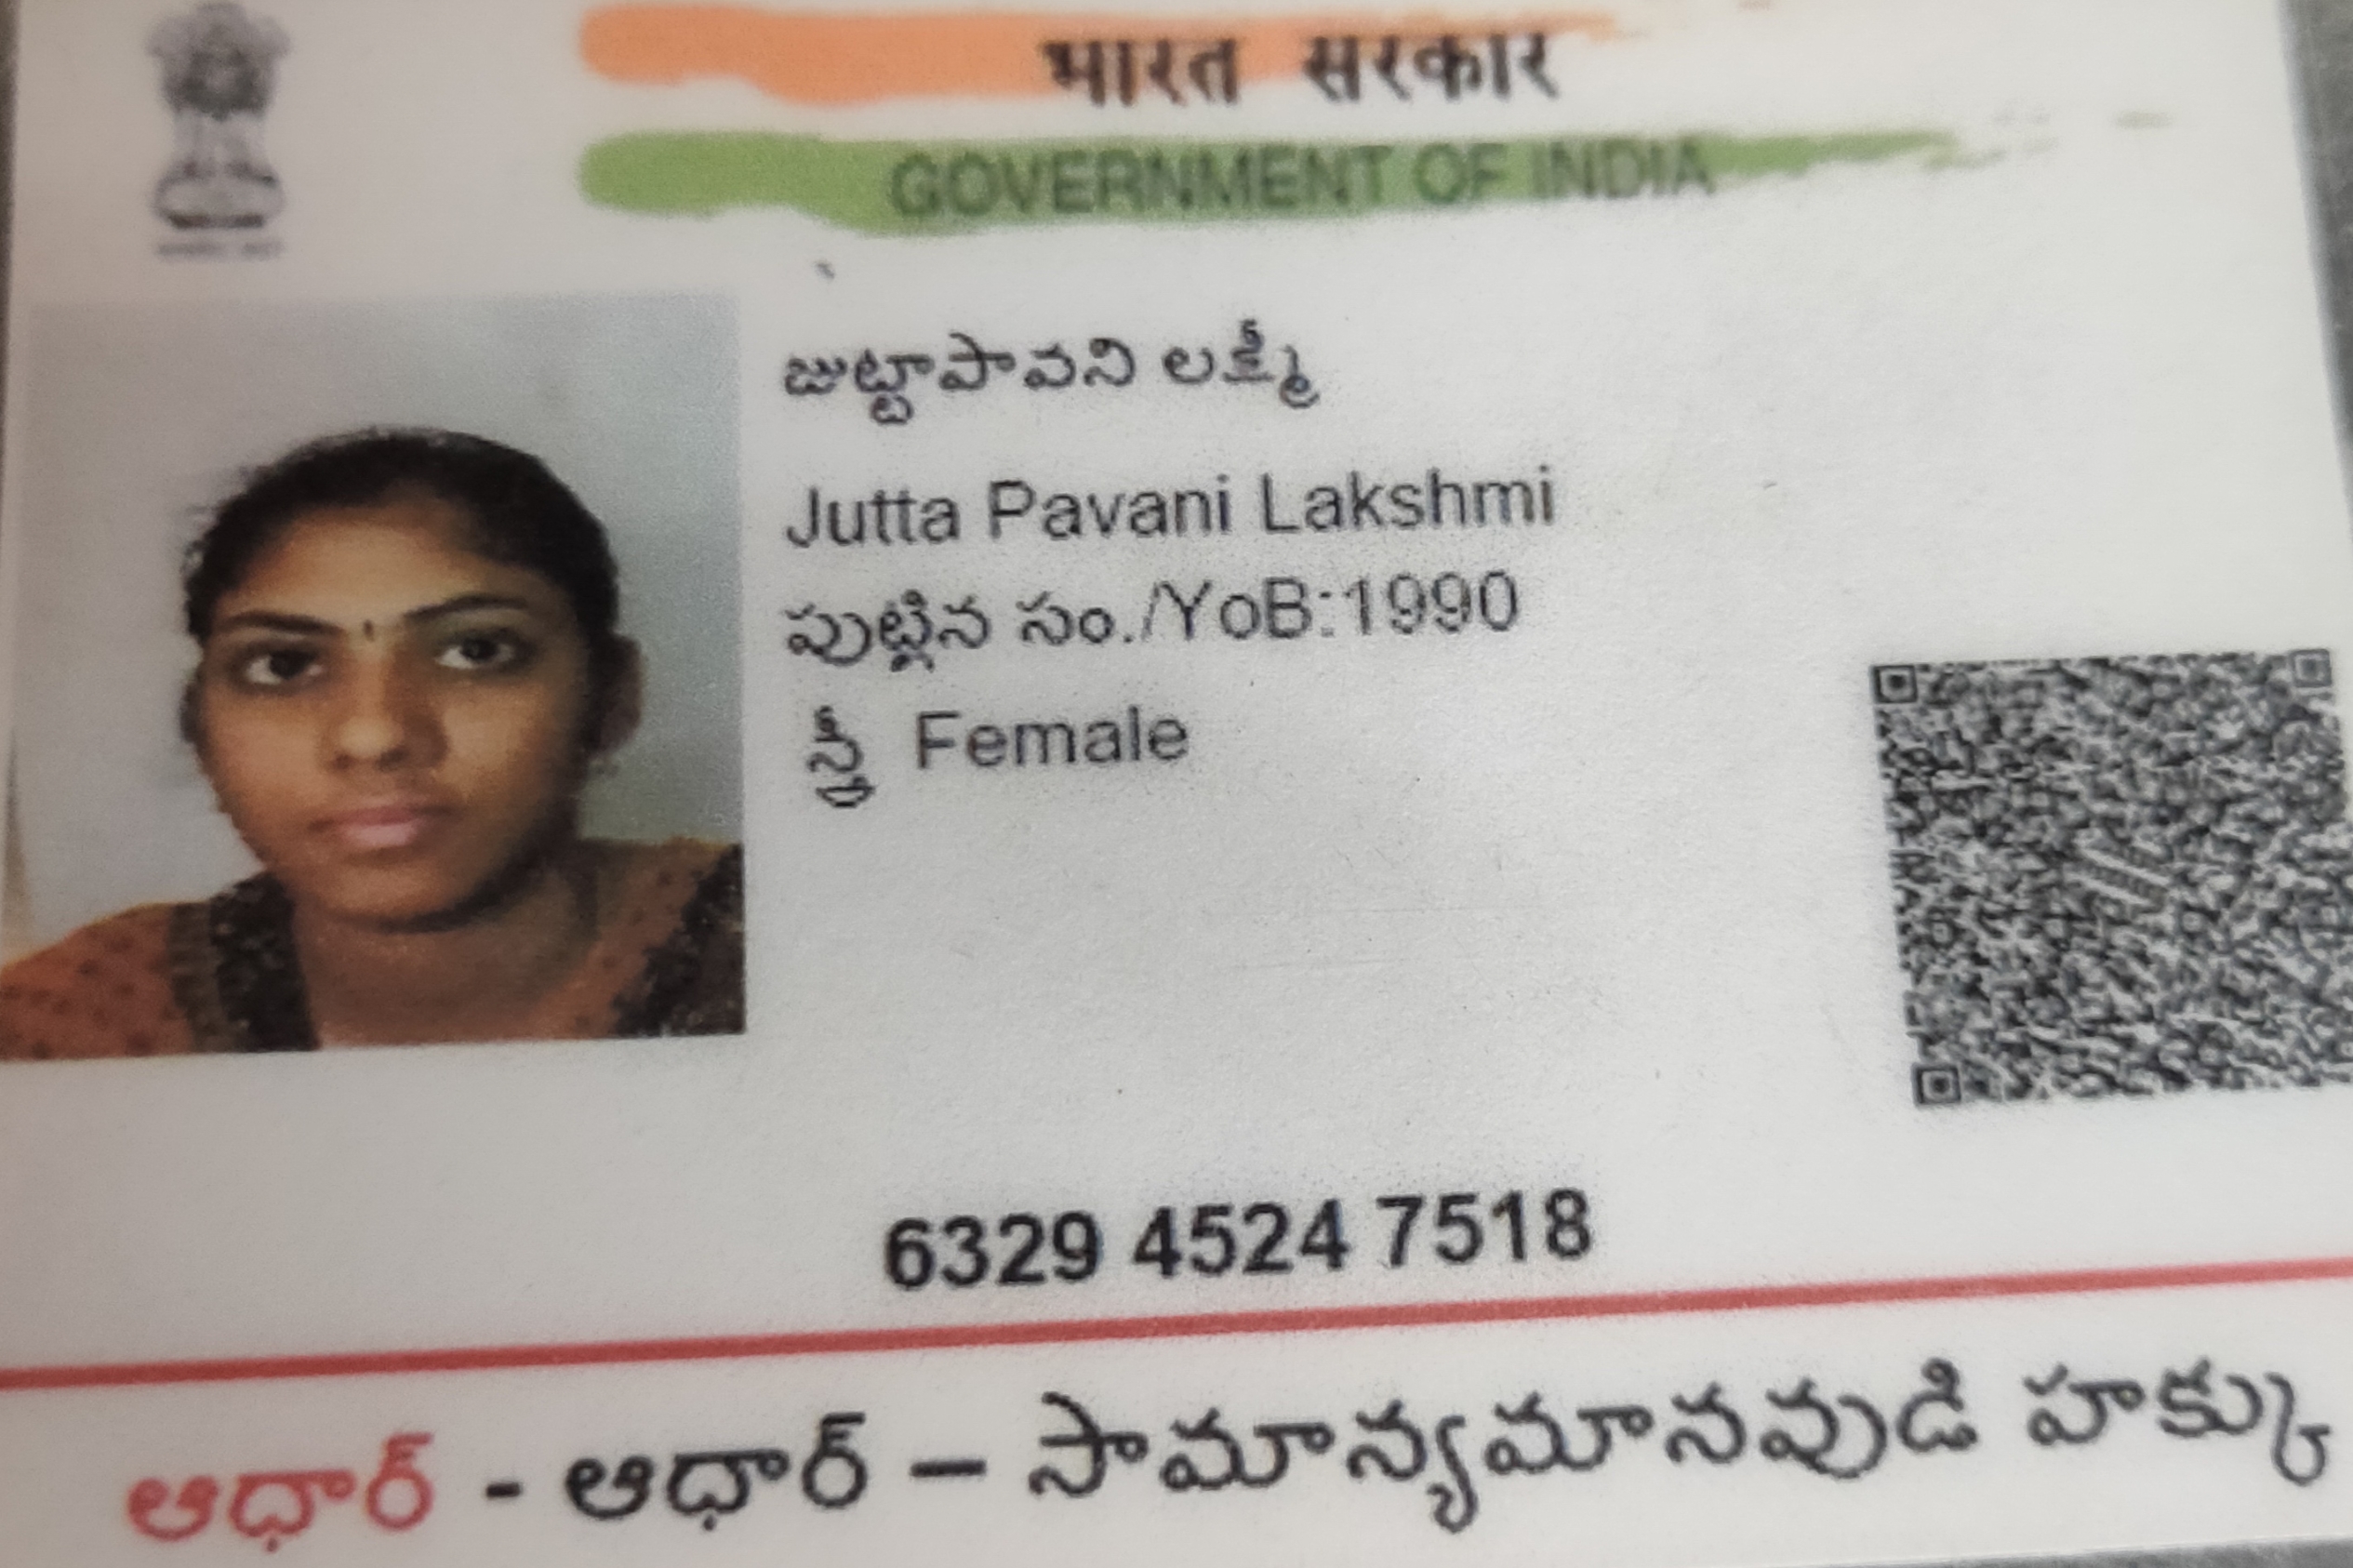 भारत सरकार
GOVERNMENT OF INDIA
జుట్టాపావని లక్ష్మీ
Jutta Pavani Lakshmi
పుట్టిన సం./YoB:1990
స్త్రీ Female
6329 4524 7518
ఆధార్ - ఆధార్ – సామాన్యమానవుడి హక్కు